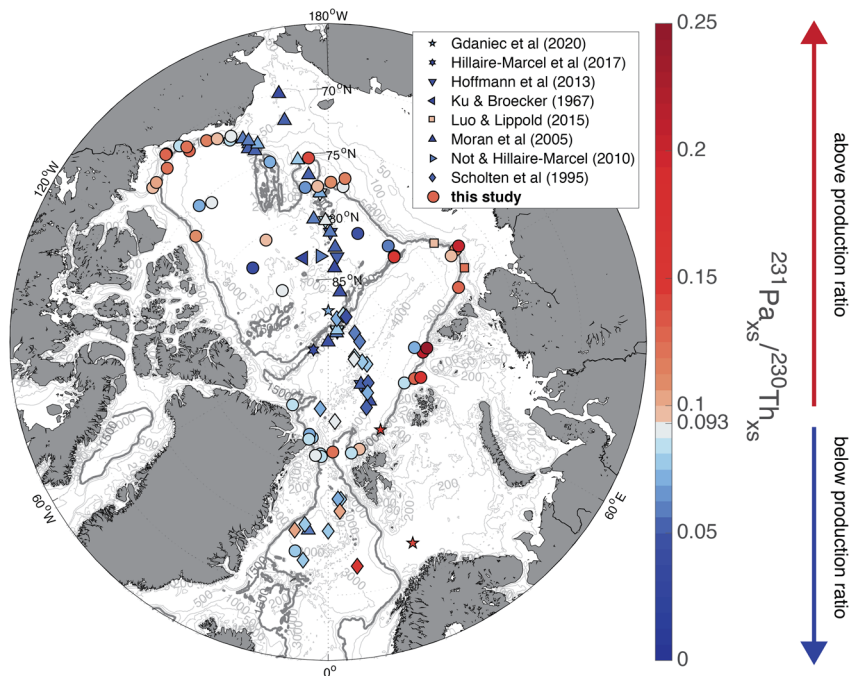 180°W
70°N
75°N
80°N
85°N
120°W
60°W
0°
60°E
Gdaniec et al (2020)
Hillaire-Marcel et al (2017)
Hoffmann et al (2013)
Ku & Broecker (1967)
Luo & Lippold (2015)
Moran et al (2005)
Not & Hillaire-Marcel (2010)
Scholten et al (1995)
this study
0.25
0.2
0.15
0.1
0.093
0.05
0
231Paxs/230Thxs
above production ratio
below production ratio